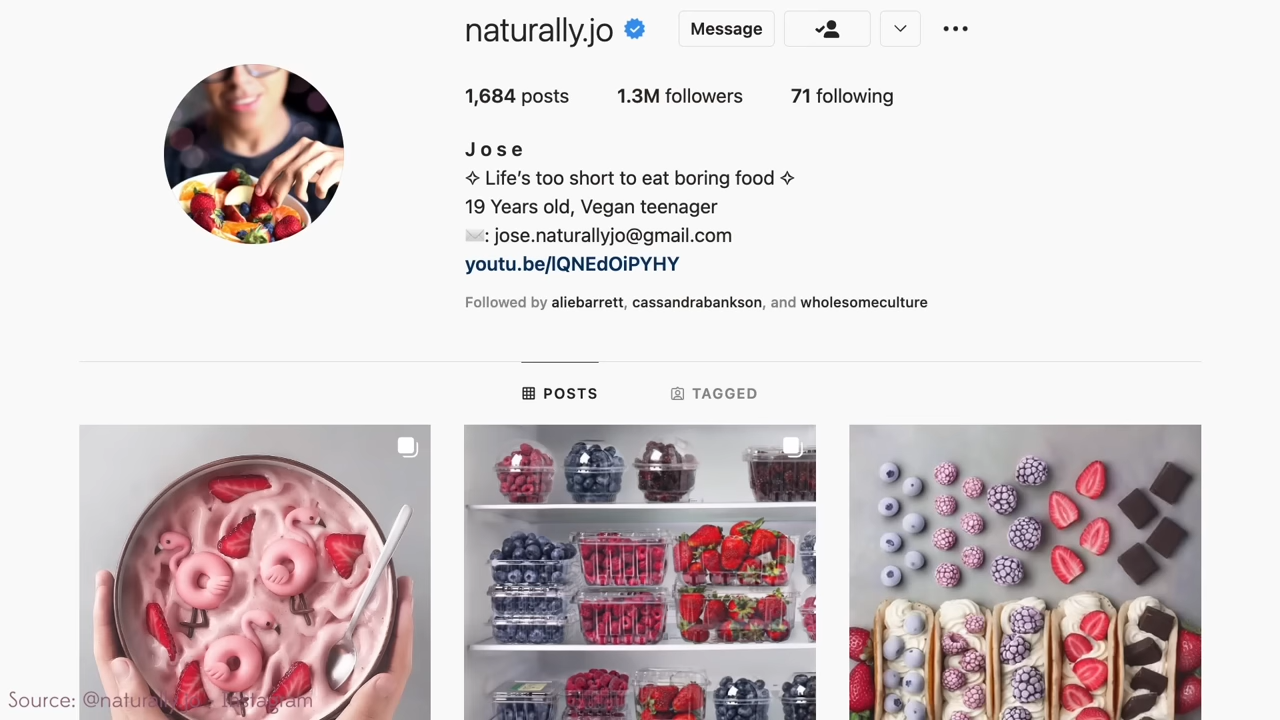 naturally.jo Message
1,684 posts 1.3M followers 71 following
Jose
✧ Life’s too short to eat boring food ✧
19 Years old, Vegan teenager
✉️: jose.naturallyjo@gmail.com
youtu.be/lQNEdOiPYHY
Followed by aliebarrett, cassandrabankson, and wholesomeculture
POSTS TAGGED
Source: Instagram